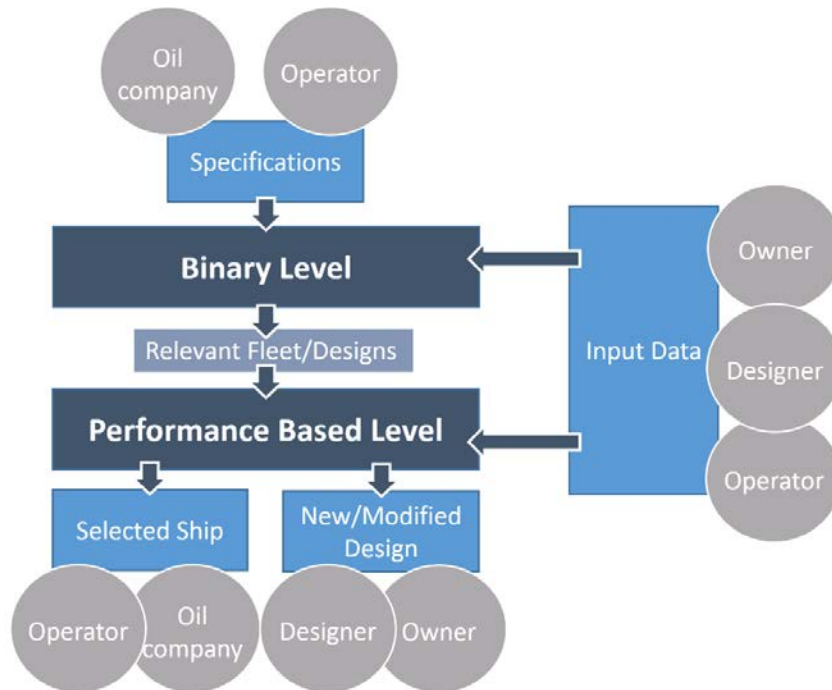 Oil
company
Operator
Specifications
Binary Level
Relevant Fleet/Designs
Performance Based Level
Selected Ship
New/Modified
Design
Operator
Oil
company
Designer
Owner
Input Data
Owner
Designer
Operator